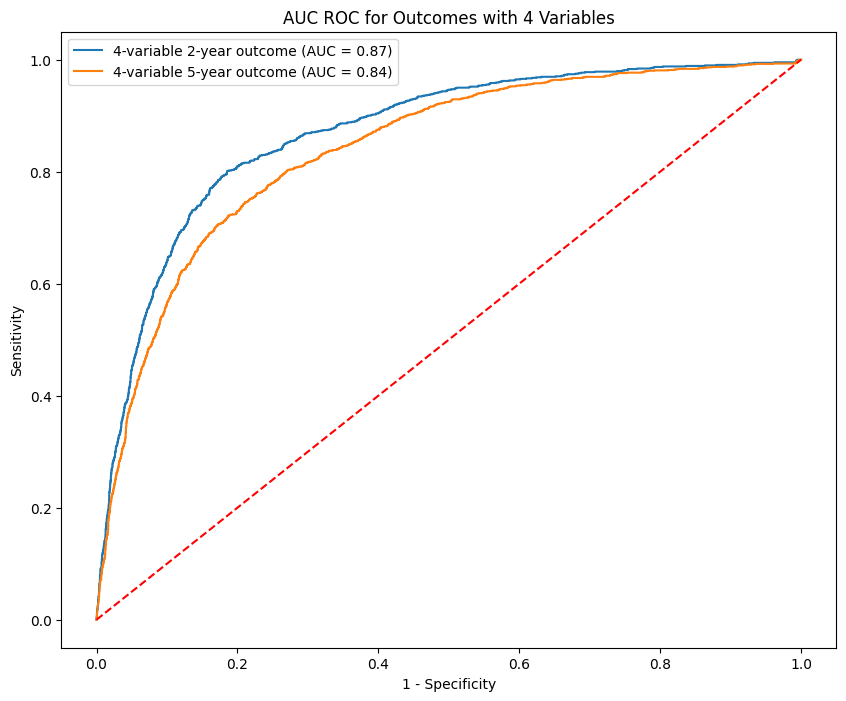 AUC ROC for Outcomes with 4 Variables
4-variable 2-year outcome (AUC = 0.87)
4-variable 5-year outcome (AUC = 0.84)
1.0
0.8
0.6
0.4
0.2
0.0
Sensitivity
0.0 0.2 0.4 0.6 0.8 1.0
1 - Specificity